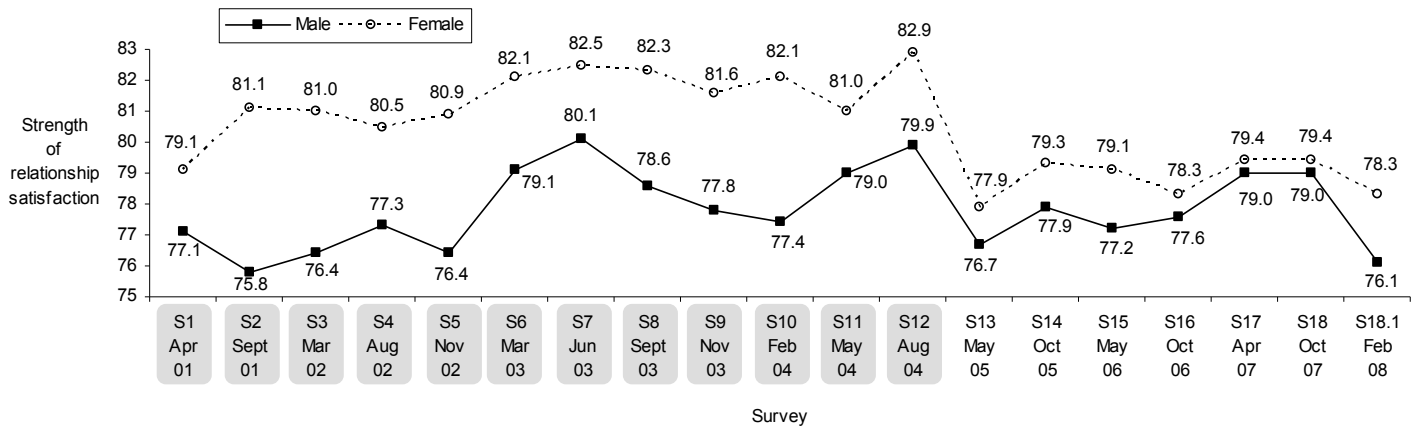 Male Female
83
82
81
80
79
78
77
76
75
Strength
of
relationship
satisfaction
79.1 81.1 81.0 80.5 80.9 82.1 82.5 82.3 81.6 82.1 81.0 82.9 77.9 79.3 79.1 78.3 79.4 79.4 78.3
77.1 75.8 76.4 77.3 76.4 79.1 80.1 78.6 77.8 77.4 79.0 79.9 76.7 77.9 77.2 77.6 79.0 79.0 76.1
S1 S2 S3 S4 S5 S6 S7 S8 S9 S10 S11 S12 S13 S14 S15 S16 S17 S18 S18.1
Apr Sept Mar Aug Nov Mar Jun Sept Nov Feb May Aug May Oct May Oct Apr Oct Feb
01 01 02 02 02 03 03 03 03 04 04 04 05 05 06 06 07 07 08
Survey